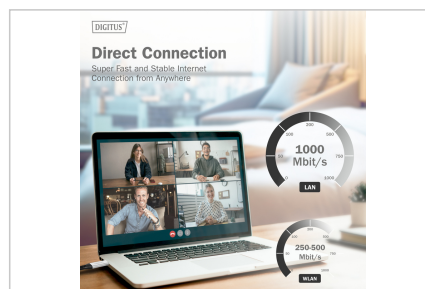 DIGITUS
Direct Connection
Super Fast and Stable Internet
Connection from Anywhere
1000
Mbit/s
LAN
250-500
Mbit/s
WLAN